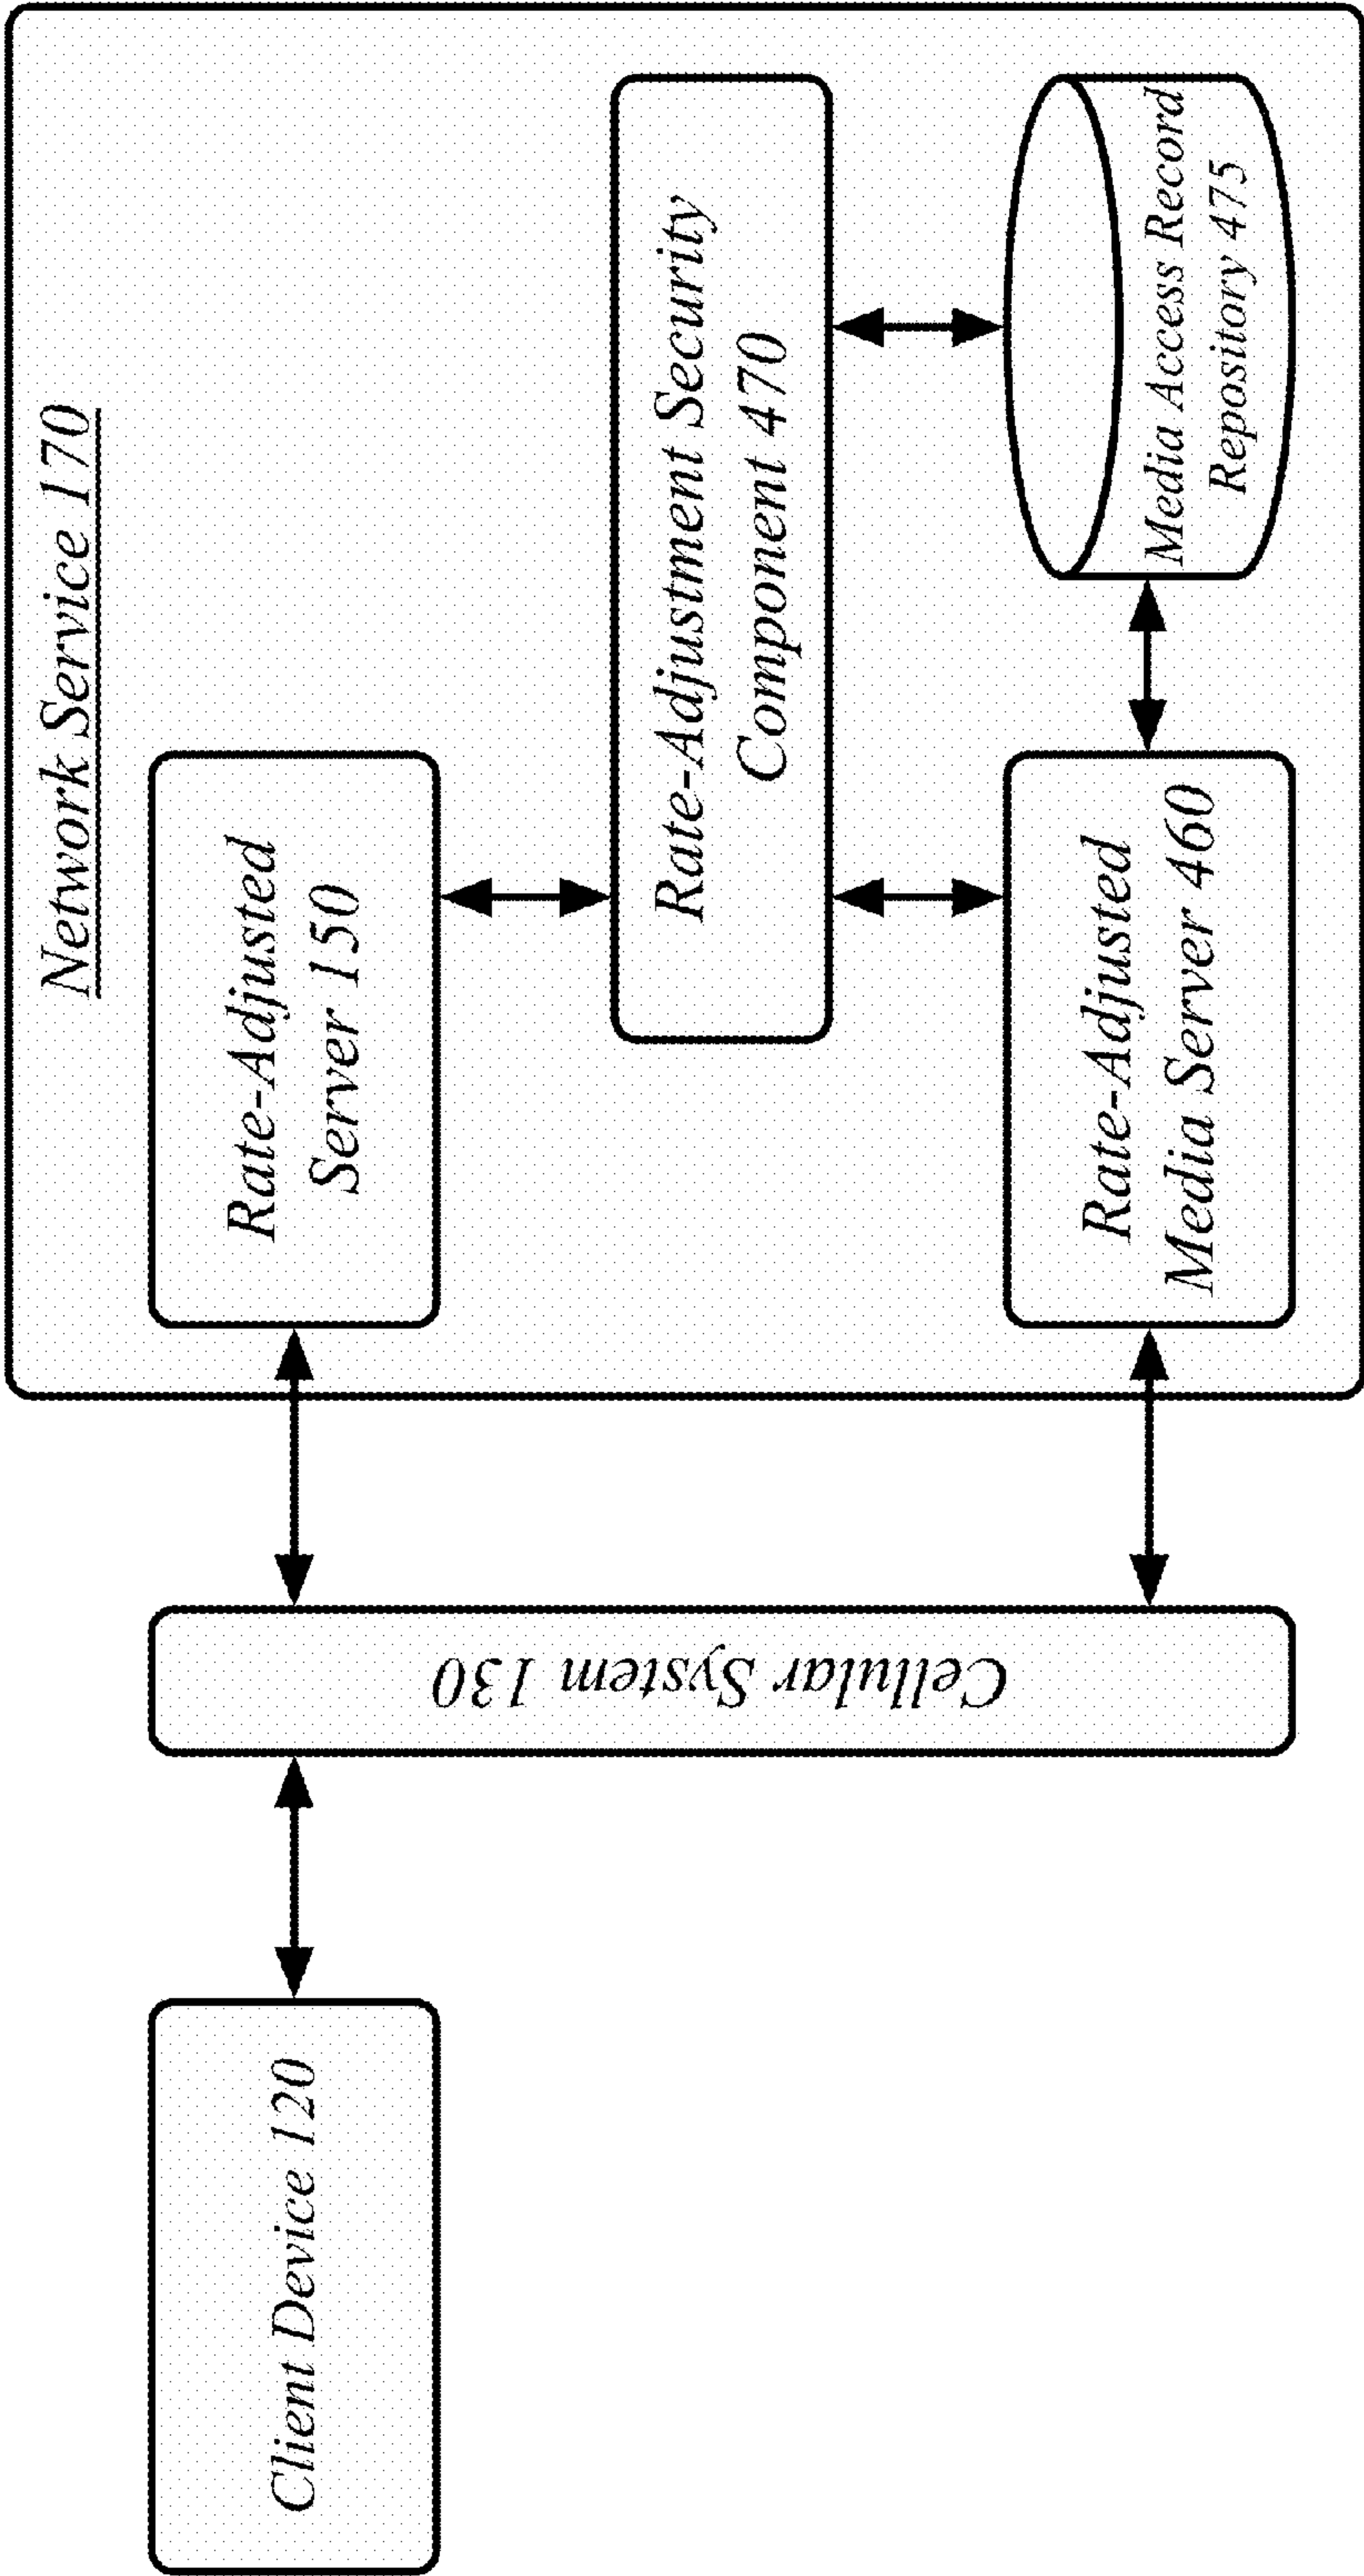 Network Service 170
Client Device 120
Cellular System 130
Rate-Adjusted
Server 150
Rate-Adjustment Security
Component 470
Rate-Adjusted
Media Server 460
Media Access Record
Repository 475